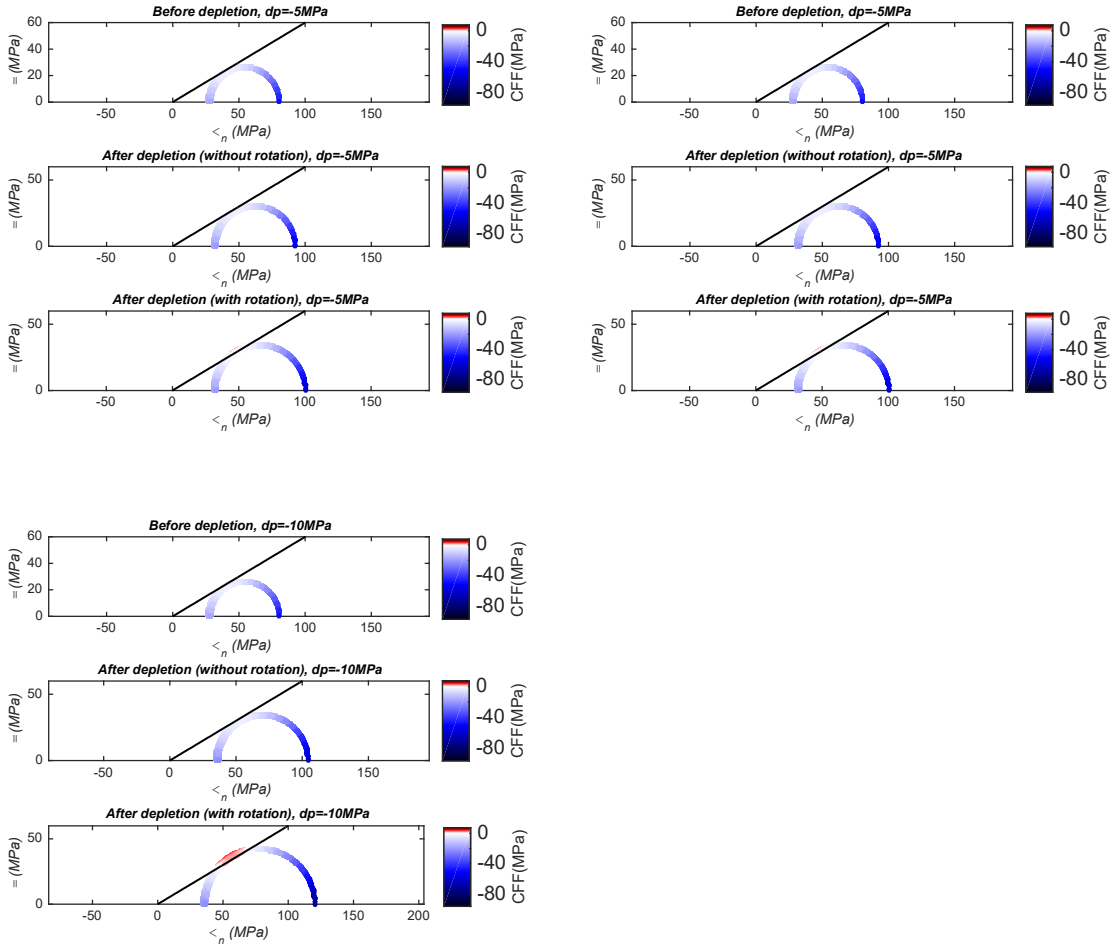 Before depletion, dp=-5MPa
60
40
20
0
= (MPa)
-50 0 50 100 150
<n (MPa)
0
-40
-80
CFF(MPa)
After depletion (without rotation), dp=-5MPa
50
0
= (MPa)
-50 0 50 100 150
<n (MPa)
0
-40
-80
CFF(MPa)
After depletion (with rotation), dp=-5MPa
50
0
= (MPa)
-50 0 50 100 150
<n (MPa)
0
-40
-80
CFF(MPa)
Before depletion, dp=-5MPa
60
40
20
0
= (MPa)
-50 0 50 100 150
<n (MPa)
0
-40
-80
CFF(MPa)
After depletion (without rotation), dp=-5MPa
50
0
= (MPa)
-50 0 50 100 150
<n (MPa)
0
-40
-80
CFF(MPa)
After depletion (with rotation), dp=-5MPa
50
0
= (MPa)
-50 0 50 100 150
<n (MPa)
0
-40
-80
CFF(MPa)
Before depletion, dp=-10MPa
60
40
20
0
= (MPa)
-50 0 50 100 150
<n (MPa)
0
-40
-80
CFF(MPa)
After depletion (without rotation), dp=-10MPa
50
0
= (MPa)
-50 0 50 100 150
<n (MPa)
0
-40
-80
CFF(MPa)
After depletion (with rotation), dp=-10MPa
50
0
= (MPa)
-50 0 50 100 150 200
<n (MPa)
0
-40
-80
CFF(MPa)